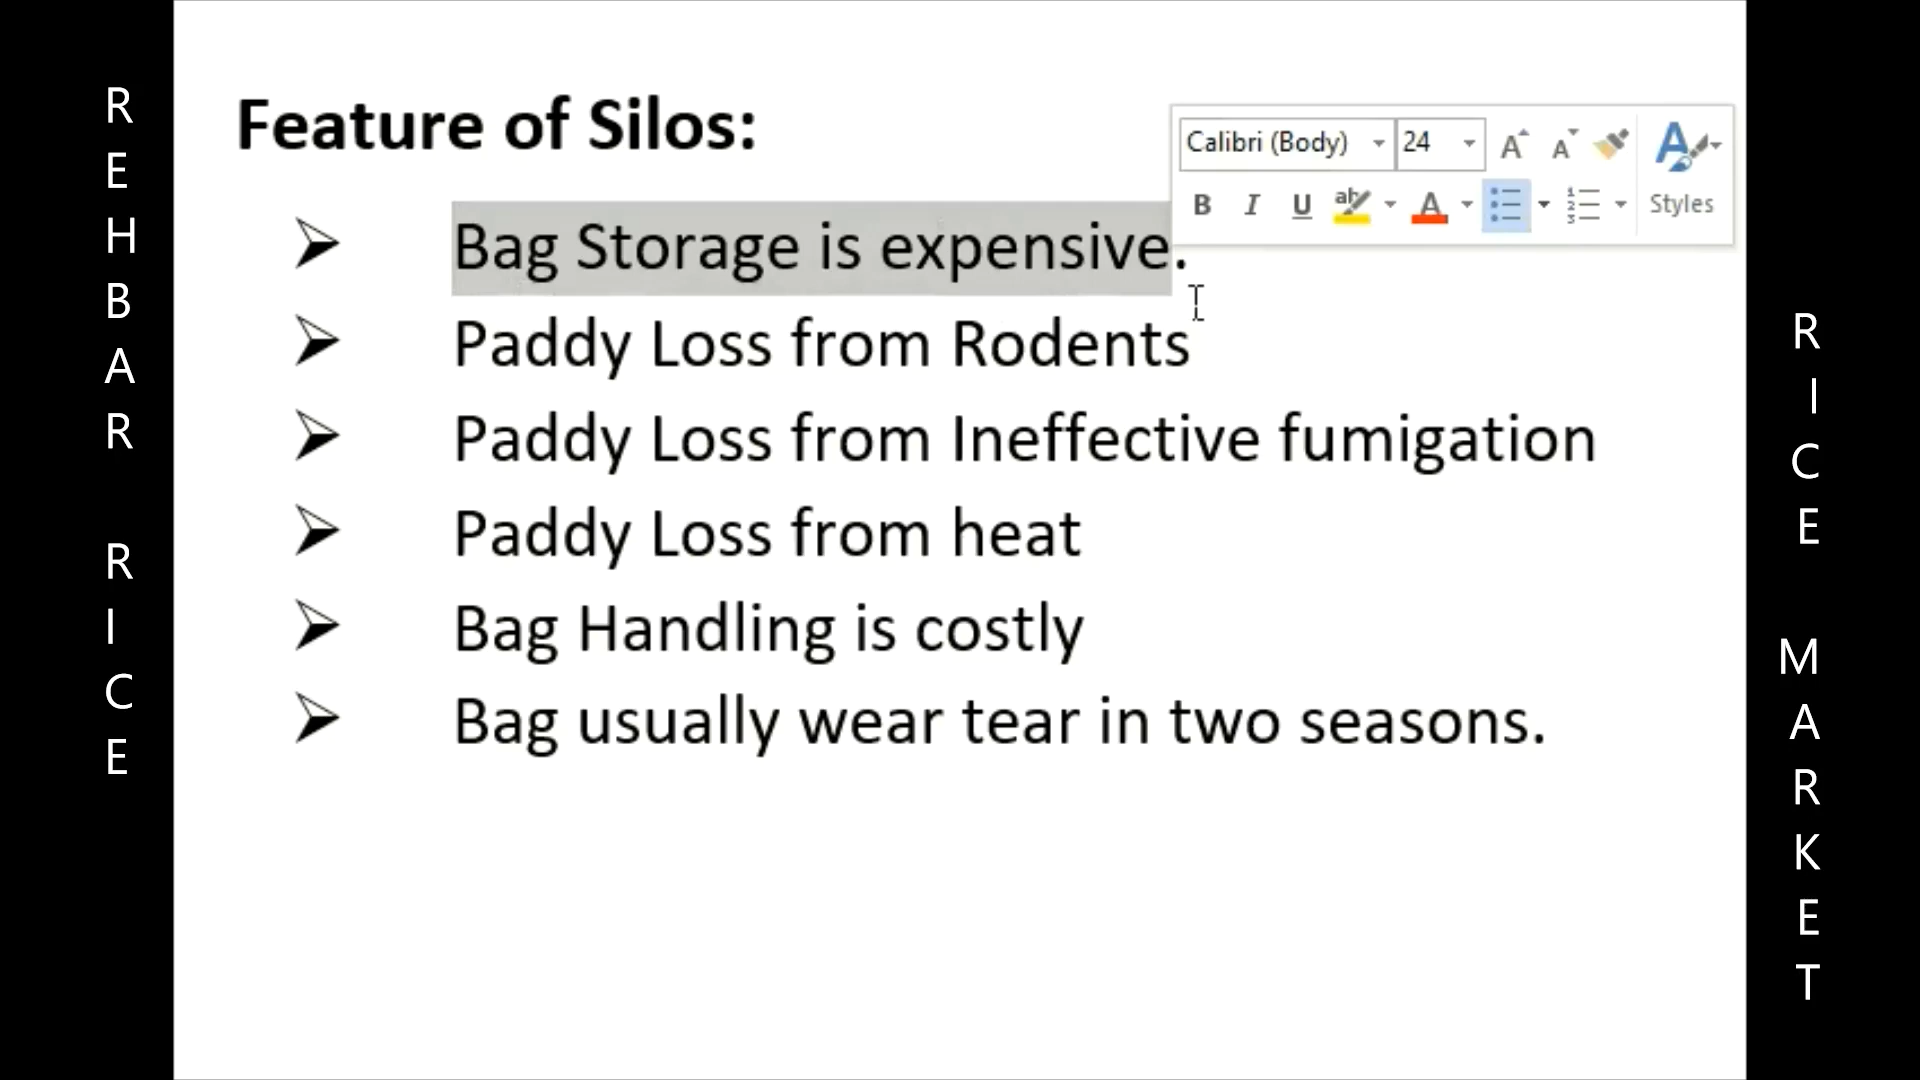 REHBAR RICE
Feature of Silos:
Calibri (Body) 24
B I U ab A Styles
Bag Storage is expensive.
Paddy Loss from Rodents
Paddy Loss from Ineffective fumigation
Paddy Loss from heat
Bag Handling is costly
Bag usually wear tear in two seasons.
RICE MARKET